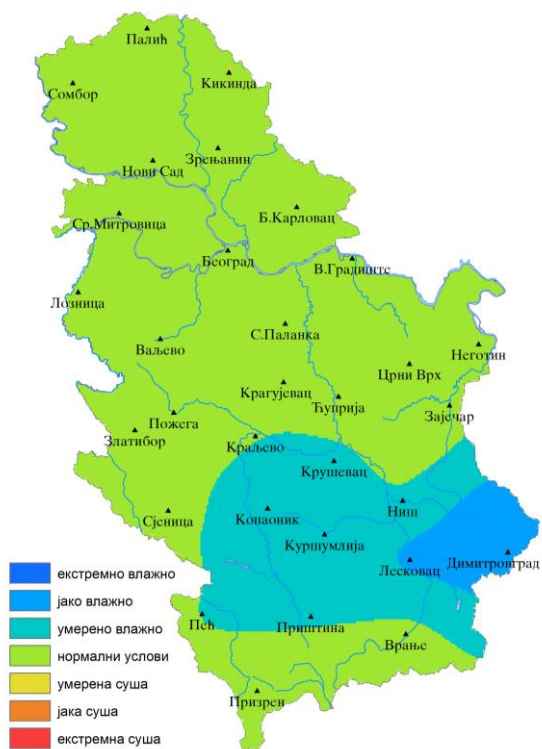 Палић
Кикинда
Сомбор
Зрењанин
Нови Сад
Б.Карловац
Ср.Митровица
Београд
В.Градиште
Лозница
С.Паланка
Ваљево
Неготин
Црни Врх
Крагујевац
Ћуприја
Зајечар
Пожега
Златибор
Краљево
Крушевац
Сјеница
Копаоник
Ниш
Куршумлија
Лесковац
Димитровград
Пећ
Приштина
Врање
Призрен
екстремно влажно
јако влажно
умерено влажно
нормални услови
умерена суша
јака суша
екстремна суша